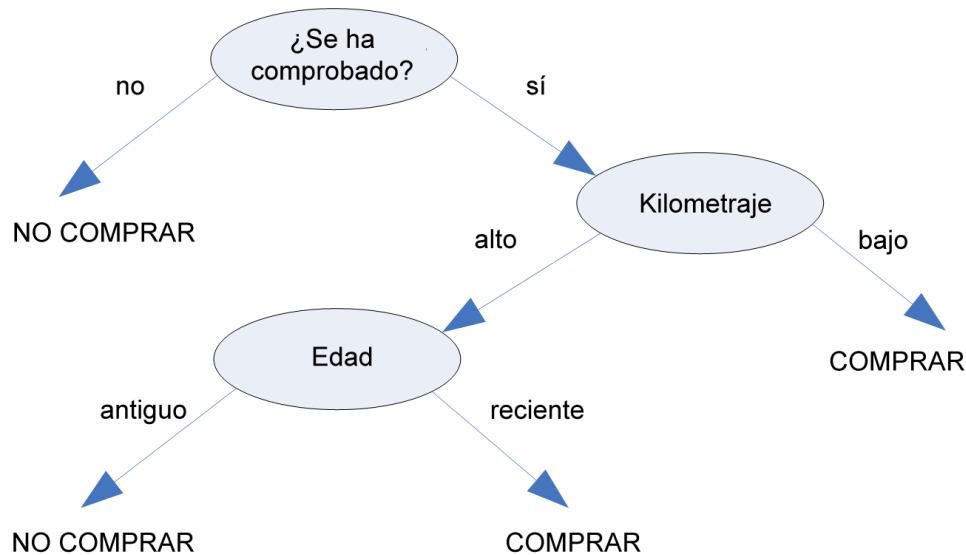 ¿Se ha
comprobado?
no
sí
NO COMPRAR
Kilometraje
alto
bajo
Edad
COMPRAR
antiguo
reciente
NO COMPRAR
COMPRAR